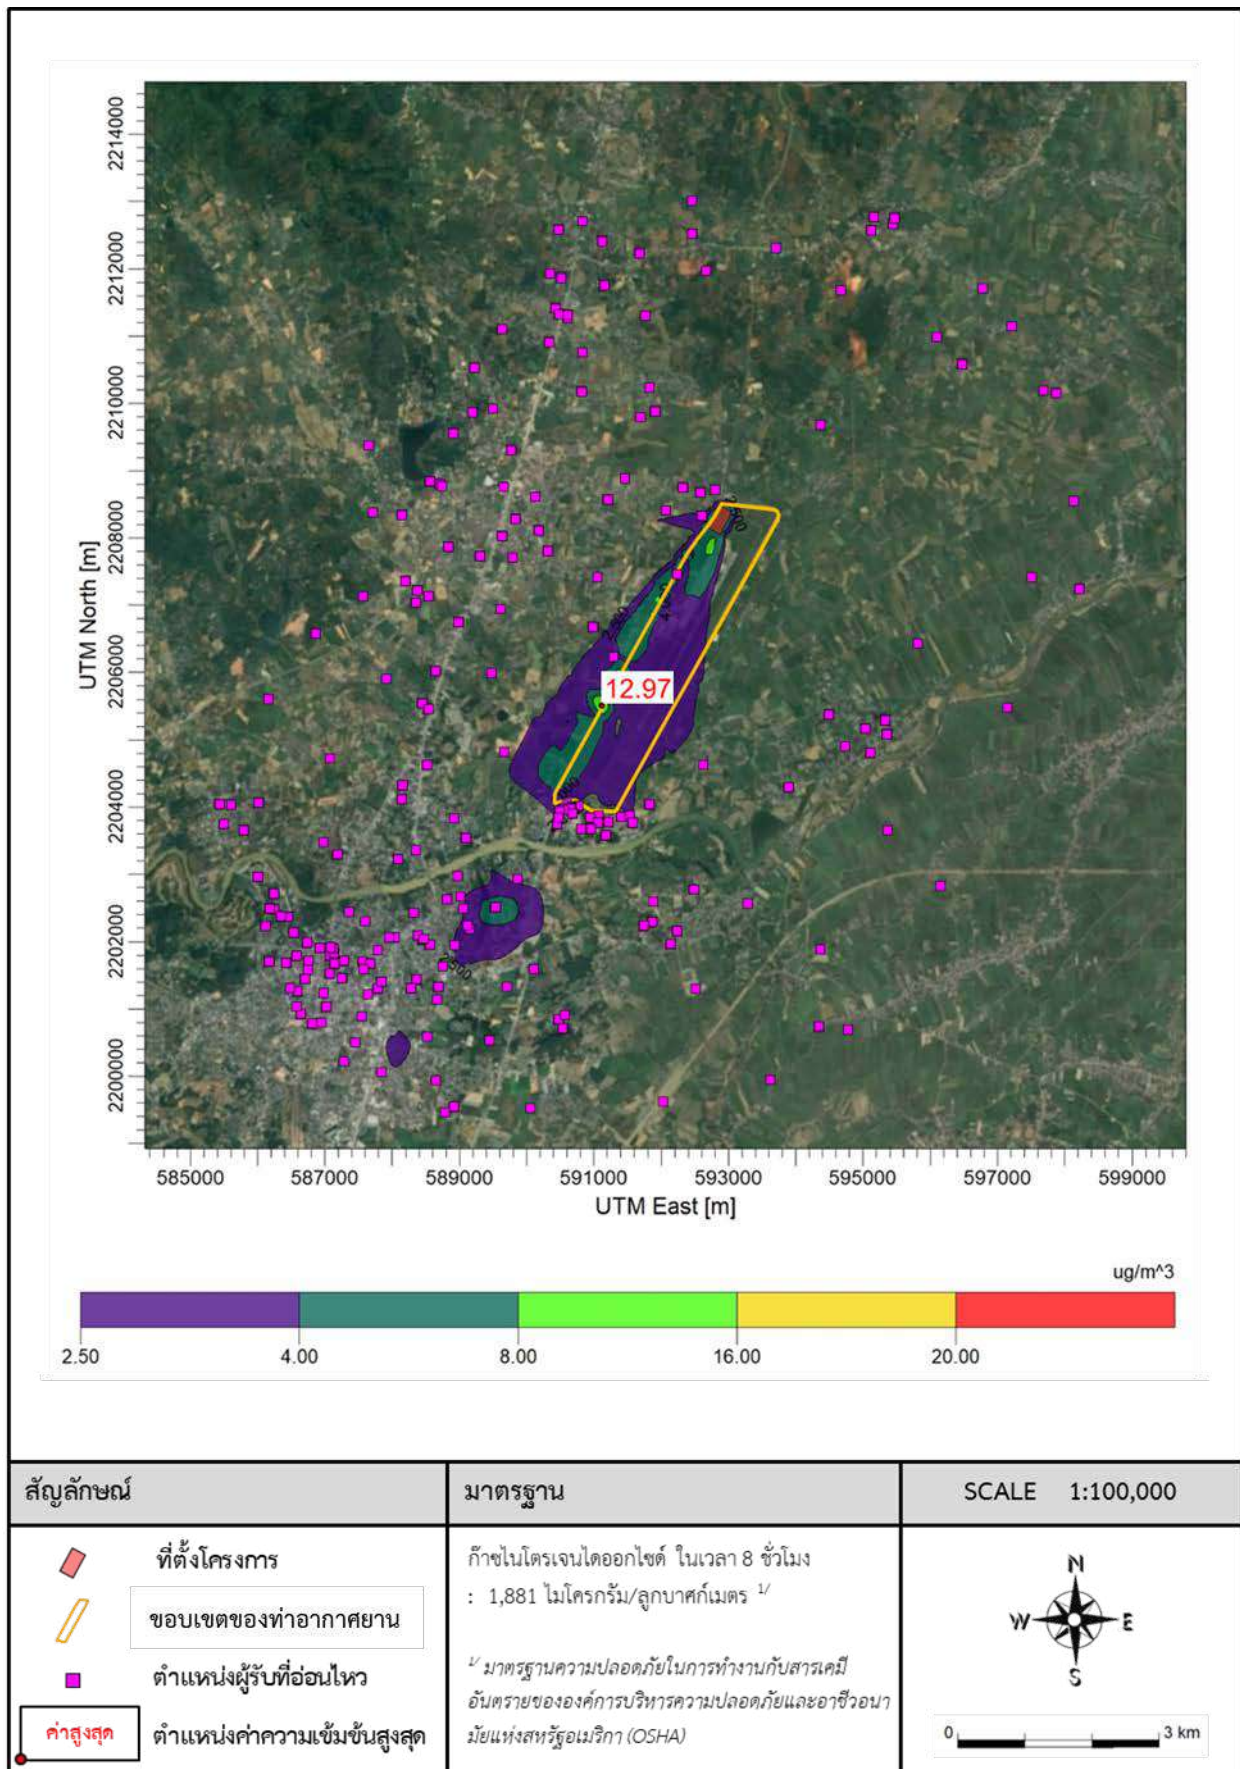 2214000
2212000
2210000
2208000
2206000
2204000
2202000
2200000
UTM North [m]
2.500
2.500
4.000
12.97
2.500
585000 587000 589000 591000 593000 595000 597000 599000
UTM East [m]
ug/m^3
2.50 4.00 8.00 16.00 20.00
สัญลักษณ์
ที่ตั้งโครงการ
ขอบเขตของท่าอากาศยาน
ตำแหน่งผู้รับที่อ่อนไหว
ค่าสูงสุด ตำแหน่งค่าความเข้มข้นสูงสุด
มาตรฐาน
ก๊าซไนโตรเจนไดออกไซด์ ในเวลา 8 ชั่วโมง
: 1,881 ไมโครกรัม/ลูกบาศก์เมตร 1/
1/ มาตรฐานความปลอดภัยในการทำงานกับสารเคมี
อันตรายขององค์การบริหารความปลอดภัยและอาชีวอนา
มัยแห่งสหรัฐอเมริกา (OSHA)
SCALE 1:100,000
N
W E
S
0 3 km